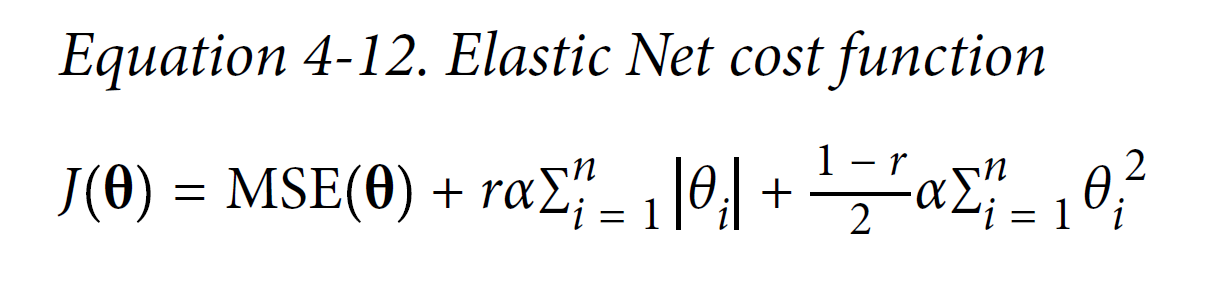 Equation 4-12. Elastic Net cost function
J(θ) = MSE(θ) + rα∑ⁿᵢ ₌ ₁|θᵢ| + (1 − r)/2 α∑ⁿᵢ ₌ ₁θᵢ²